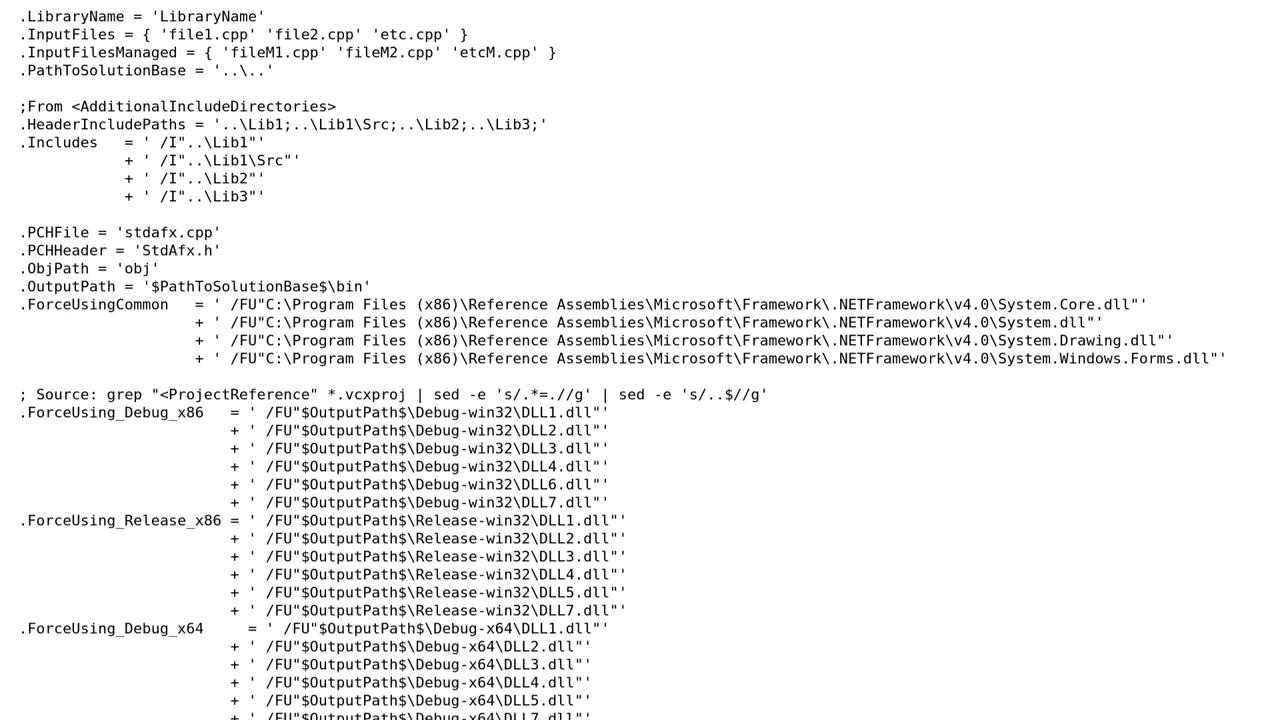 .LibraryName = 'LibraryName'
.InputFiles = { 'file1.cpp' 'file2.cpp' 'etc.cpp' }
.InputFilesManaged = { 'fileM1.cpp' 'fileM2.cpp' 'etcM.cpp' }
.PathToSolutionBase = '..\..'

;From <AdditionalIncludeDirectories>
.HeaderIncludePaths = '..\Lib1;..\Lib1\Src;..\Lib2;..\Lib3;'
.Includes   = ' /I"..\Lib1"'
            + ' /I"..\Lib1\Src"'
            + ' /I"..\Lib2"'
            + ' /I"..\Lib3"'

.PCHFile = 'stdafx.cpp'
.PCHHeader = 'StdAfx.h'
.ObjPath = 'obj'
.OutputPath = '$PathToSolutionBase$\bin'
.ForceUsingCommon   = ' /FU"C:\Program Files (x86)\Reference Assemblies\Microsoft\Framework\.NETFramework\v4.0\System.Core.dll"'
                    + ' /FU"C:\Program Files (x86)\Reference Assemblies\Microsoft\Framework\.NETFramework\v4.0\System.dll"'
                    + ' /FU"C:\Program Files (x86)\Reference Assemblies\Microsoft\Framework\.NETFramework\v4.0\System.Drawing.dll"'
                    + ' /FU"C:\Program Files (x86)\Reference Assemblies\Microsoft\Framework\.NETFramework\v4.0\System.Windows.Forms.dll"'

; Source: grep "<ProjectReference" *.vcxproj | sed -e 's/.*=.//g' | sed -e 's/..$//g'
.ForceUsing_Debug_x86   = ' /FU"$OutputPath$\Debug-win32\DLL1.dll"'
                        + ' /FU"$OutputPath$\Debug-win32\DLL2.dll"'
                        + ' /FU"$OutputPath$\Debug-win32\DLL3.dll"'
                        + ' /FU"$OutputPath$\Debug-win32\DLL4.dll"'
                        + ' /FU"$OutputPath$\Debug-win32\DLL6.dll"'
                        + ' /FU"$OutputPath$\Debug-win32\DLL7.dll"'
.ForceUsing_Release_x86 = ' /FU"$OutputPath$\Release-win32\DLL1.dll"'
                        + ' /FU"$OutputPath$\Release-win32\DLL2.dll"'
                        + ' /FU"$OutputPath$\Release-win32\DLL3.dll"'
                        + ' /FU"$OutputPath$\Release-win32\DLL4.dll"'
                        + ' /FU"$OutputPath$\Release-win32\DLL5.dll"'
                        + ' /FU"$OutputPath$\Release-win32\DLL7.dll"'
.ForceUsing_Debug_x64     = ' /FU"$OutputPath$\Debug-x64\DLL1.dll"'
                        + ' /FU"$OutputPath$\Debug-x64\DLL2.dll"'
                        + ' /FU"$OutputPath$\Debug-x64\DLL3.dll"'
                        + ' /FU"$OutputPath$\Debug-x64\DLL4.dll"'
                        + ' /FU"$OutputPath$\Debug-x64\DLL5.dll"'
                        + ' /FU"$OutputPath$\Debug-x64\DLL7.dll"'